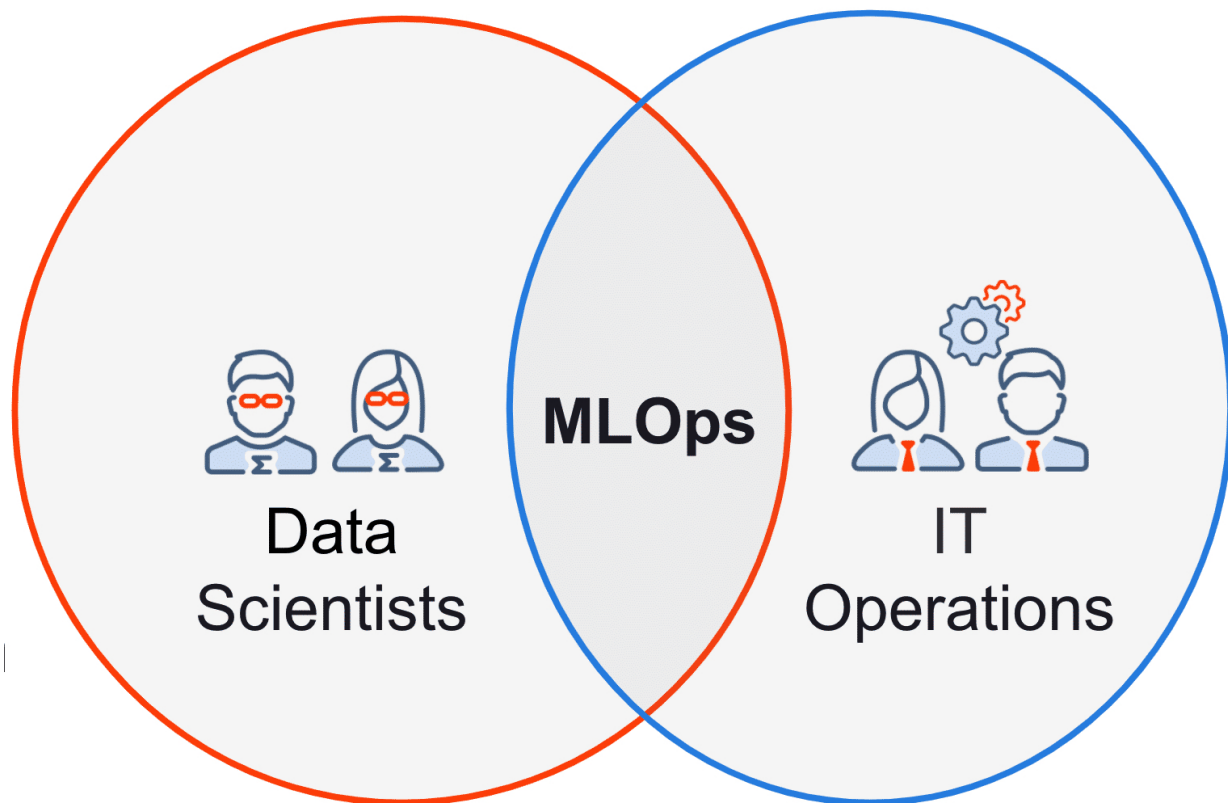 MLOps
Σ
Σ
Data
Scientists
IT
Operations